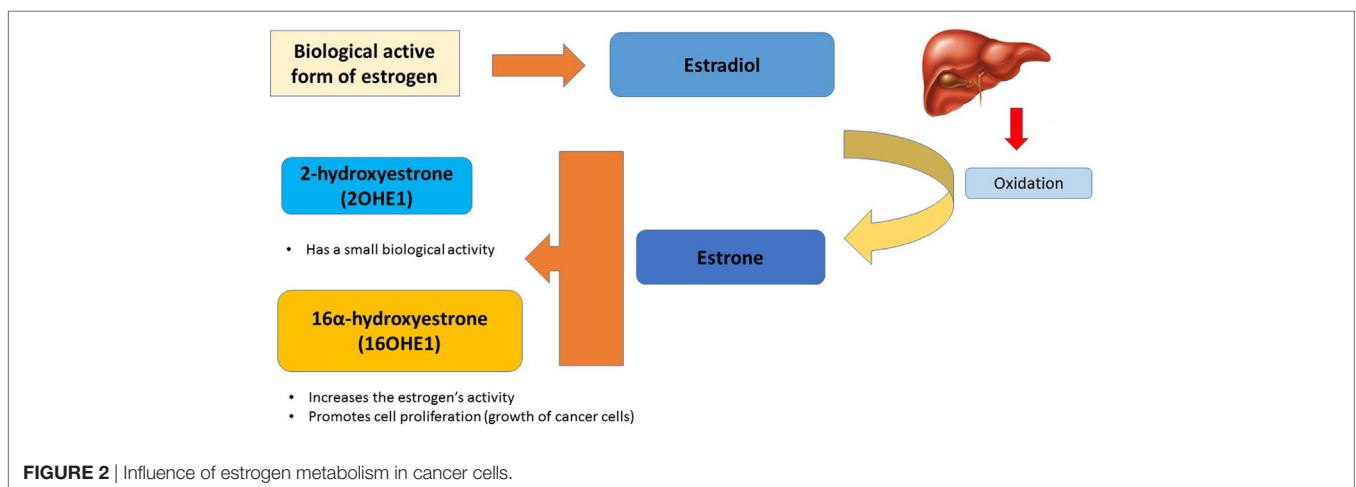 Biological active
form of estrogen
Estradiol
2-hydroxyestrone
(2OHE1)
Oxidation
• Has a small biological activity
Estrone
16α-hydroxyestrone
(16OHE1)
• Increases the estrogen’s activity
• Promotes cell proliferation (growth of cancer cells)
FIGURE 2 | Influence of estrogen metabolism in cancer cells.